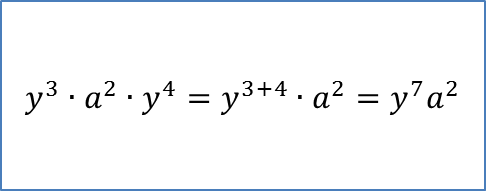 y³ · a² · y⁴ = y³⁺⁴ · a² = y⁷a²